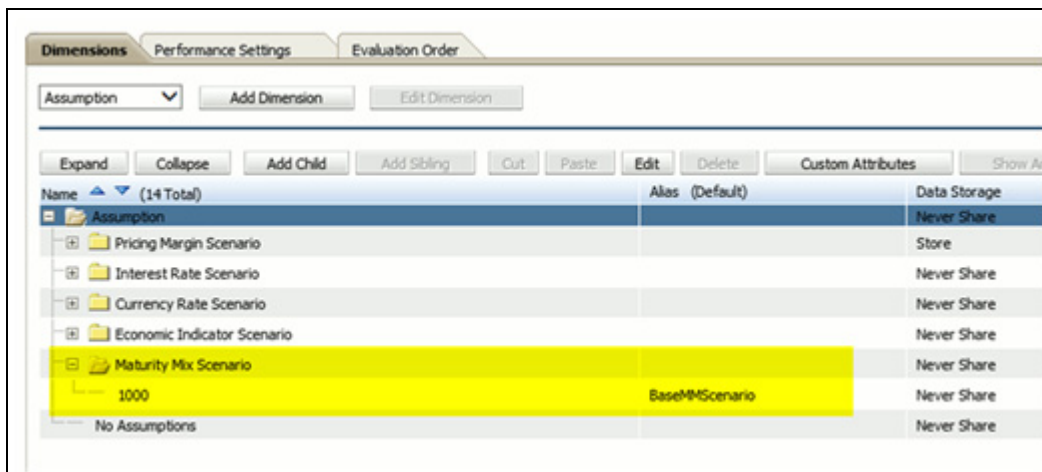 Dimensions Performance Settings Evaluation Order
Assumption Add Dimension Edit Dimension
Expand Collapse Add Child Add Sibling Cut Paste Edit Delete Custom Attributes Show
Name (14 Total) Alias (Default) Data Storage
Assumption Never Share
Pricing Margin Scenario Store
Interest Rate Scenario Never Share
Currency Rate Scenario Never Share
Economic Indicator Scenario Never Share
Maturity Mix Scenario Never Share
1000 BaseMMScenario Never Share
No Assumptions Never Share